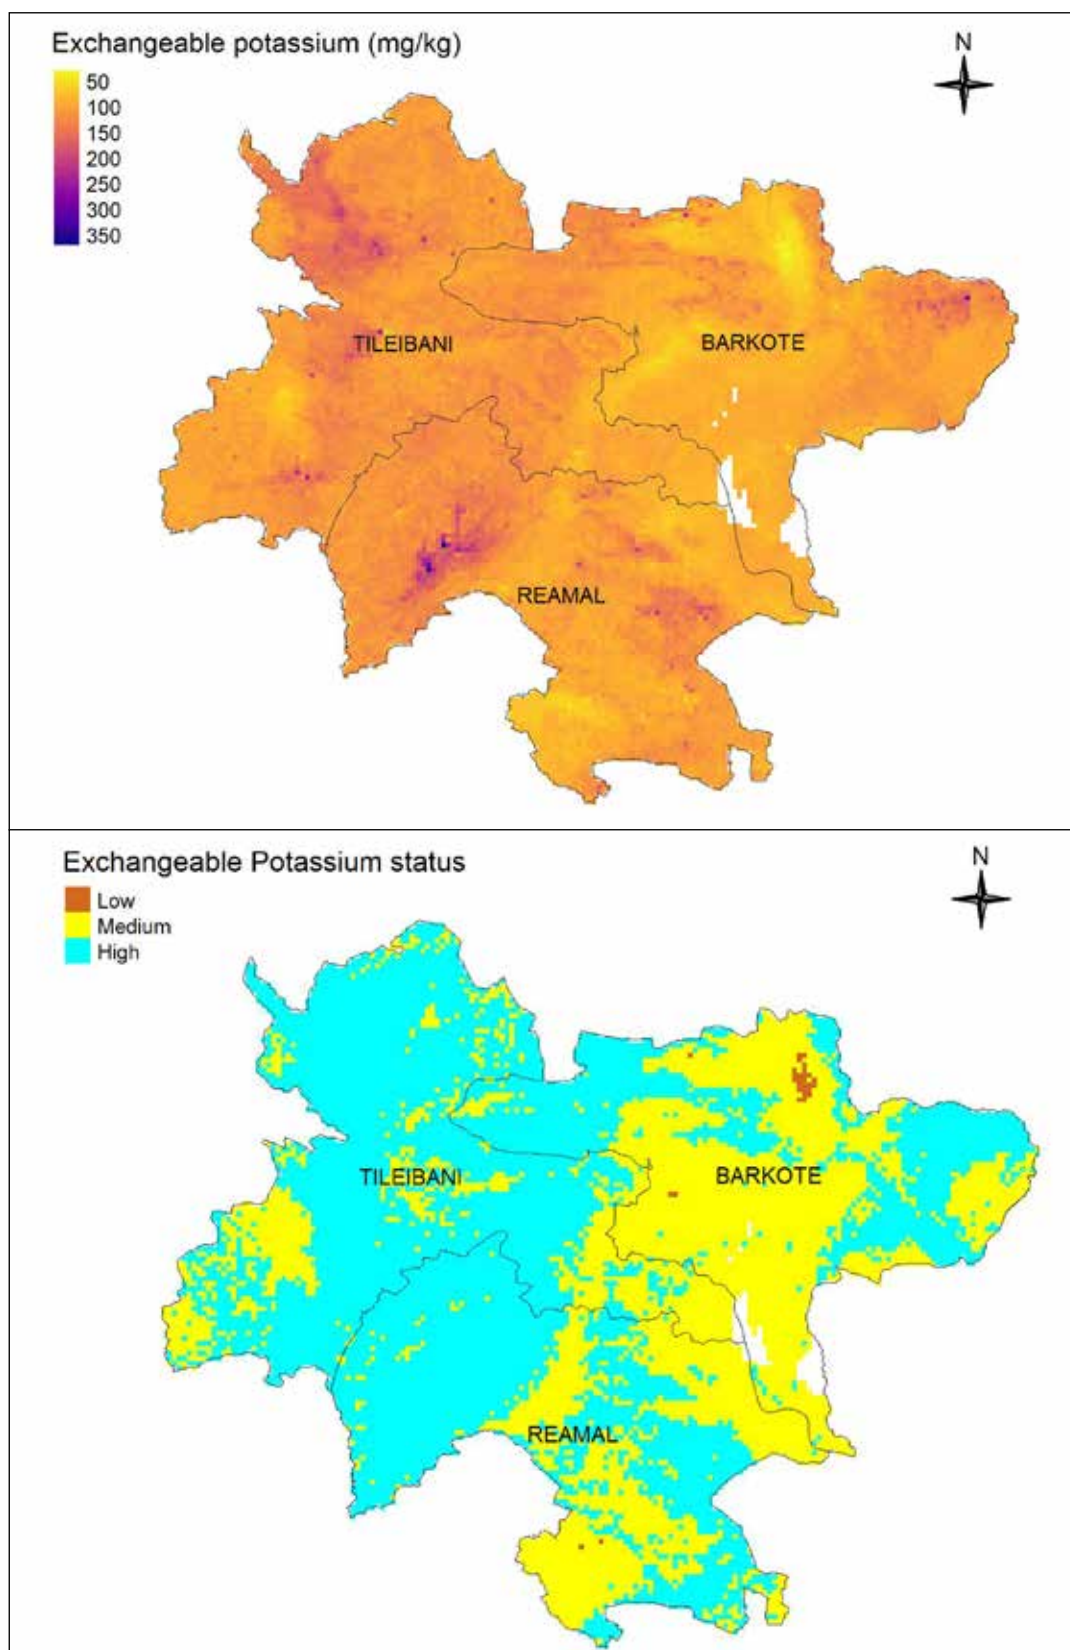 Exchangeable potassium (mg/kg)
N
50
100
150
200
250
300
350
TILEIBANI
BARKOTE
REAMAL
Exchangeable Potassium status
N
Low
Medium
High
TILEIBANI
BARKOTE
REAMAL